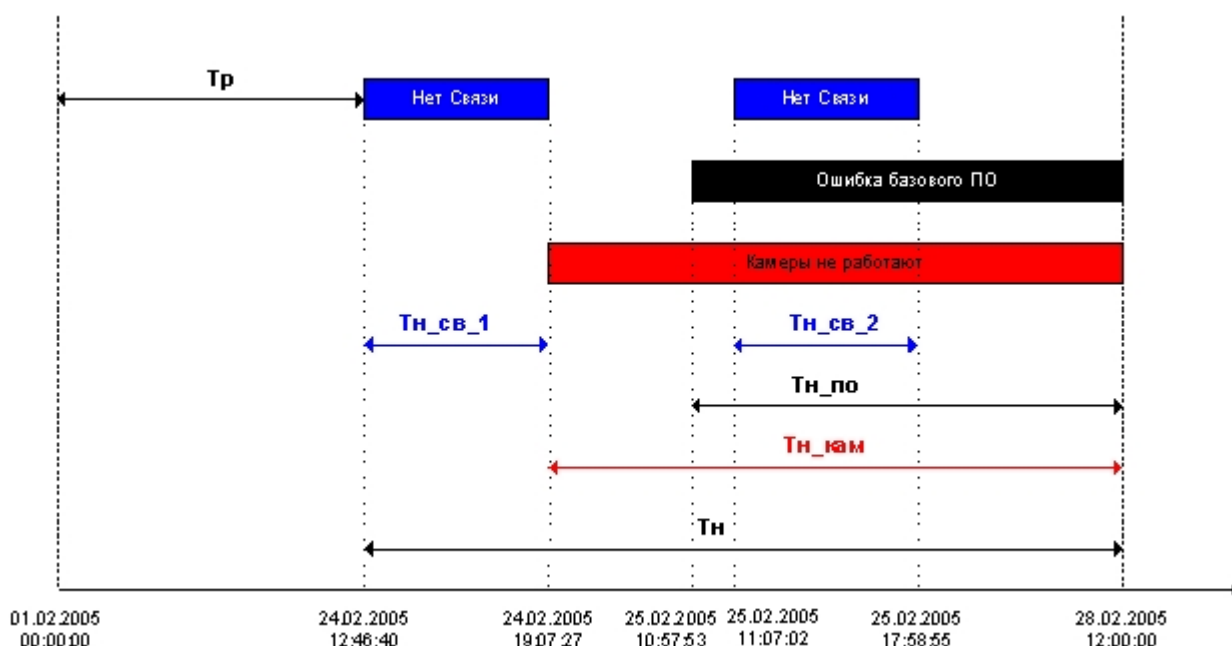 Тр
Нет Связи
Нет Связи
Ошибка базового ПО
Камеры не работают
Тн_св_1
Тн_св_2
Тн_по
Тн_кам
Тн
01.02.2005
00:00:00
24.02.2005
12:46:40
24.02.2005
19:07:27
25.02.2005
10:57:53
25.02.2005
11:07:02
25.02.2005
17:58:55
28.02.2005
12:00:00